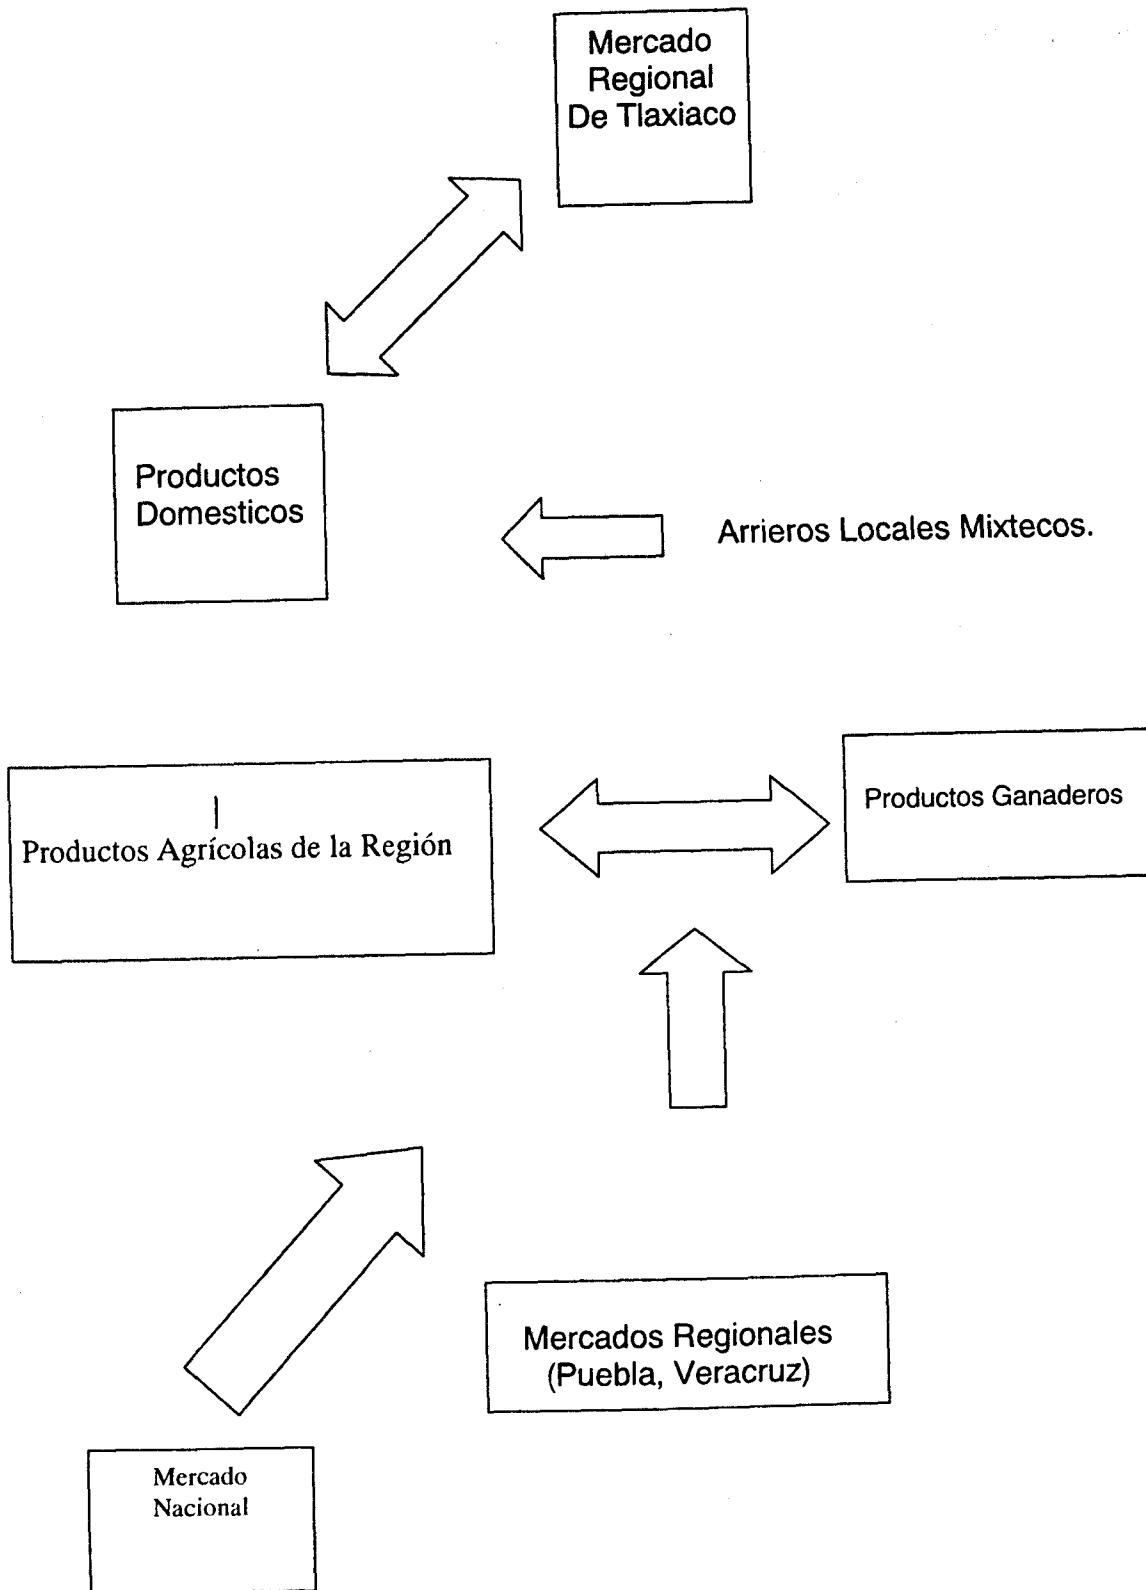 Mercado
Regional
De Tlaxiaco
Productos
Domesticos
Arrieros Locales Mixtecos.
Productos Ganaderos
Productos Agrícolas de la Región
Mercados Regionales
(Puebla, Veracruz)
Mercado
Nacional